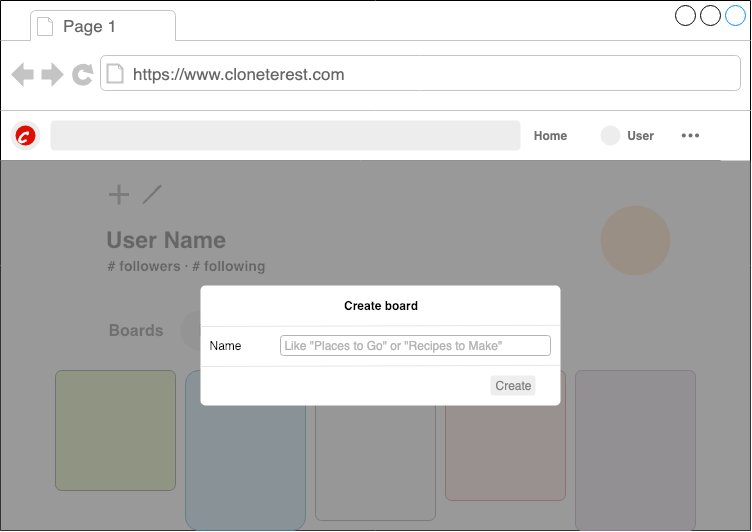 Page 1
https://www.cloneterest.com
Home
User
User Name
# followers · # following
Create board
Boards
Name
Like "Places to Go" or "Recipes to Make"
Create